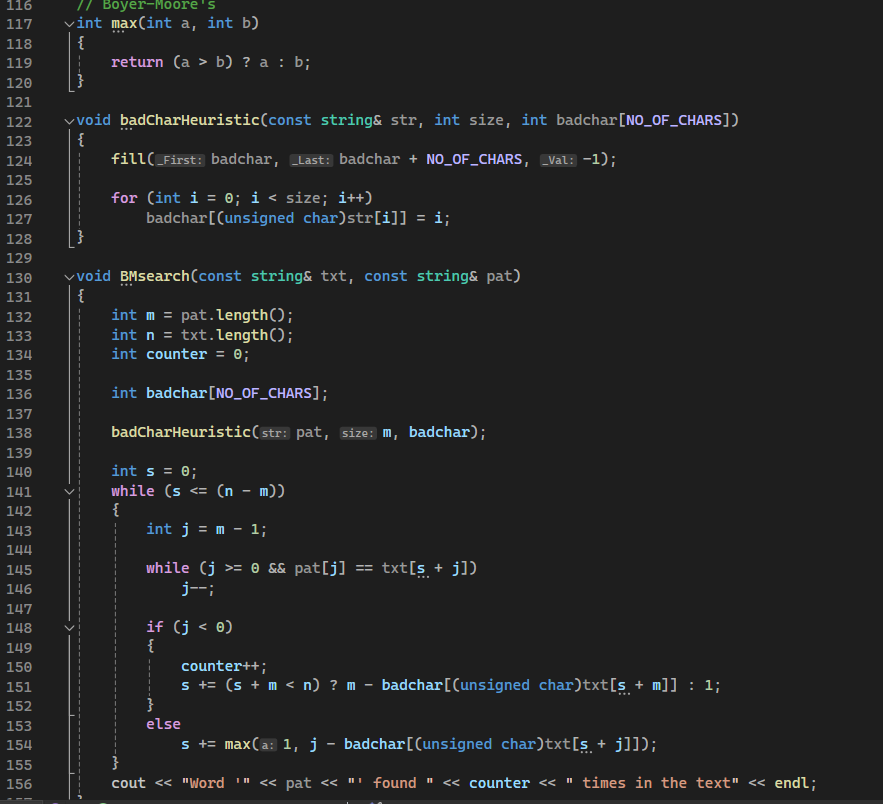 116 // Boyer-Moore's
117 int max(int a, int b)
118 {
119 return (a > b) ? a : b;
120 }
121
122 void badCharHeuristic(const string& str, int size, int badchar[NO_OF_CHARS])
123 {
124 fill(_First: badchar, _Last: badchar + NO_OF_CHARS, _Val: -1);
125
126 for (int i = 0; i < size; i++)
127 badchar[(unsigned char)str[i]] = i;
128 }
129
130 void BMsearch(const string& txt, const string& pat)
131 {
132 int m = pat.length();
133 int n = txt.length();
134 int counter = 0;
135
136 int badchar[NO_OF_CHARS];
137
138 badCharHeuristic(str: pat, size: m, badchar);
139
140 int s = 0;
141 while (s <= (n - m))
142 {
143 int j = m - 1;
144
145 while (j >= 0 && pat[j] == txt[s + j])
146 j--;
147
148 if (j < 0)
149 {
150 counter++;
151 s += (s + m < n) ? m - badchar[(unsigned char)txt[s + m]] : 1;
152 }
153 else
154 s += max(a: 1, j - badchar[(unsigned char)txt[s + j]]);
155 }
156 cout << "Word '" << pat << "' found " << counter << " times in the text" << endl;